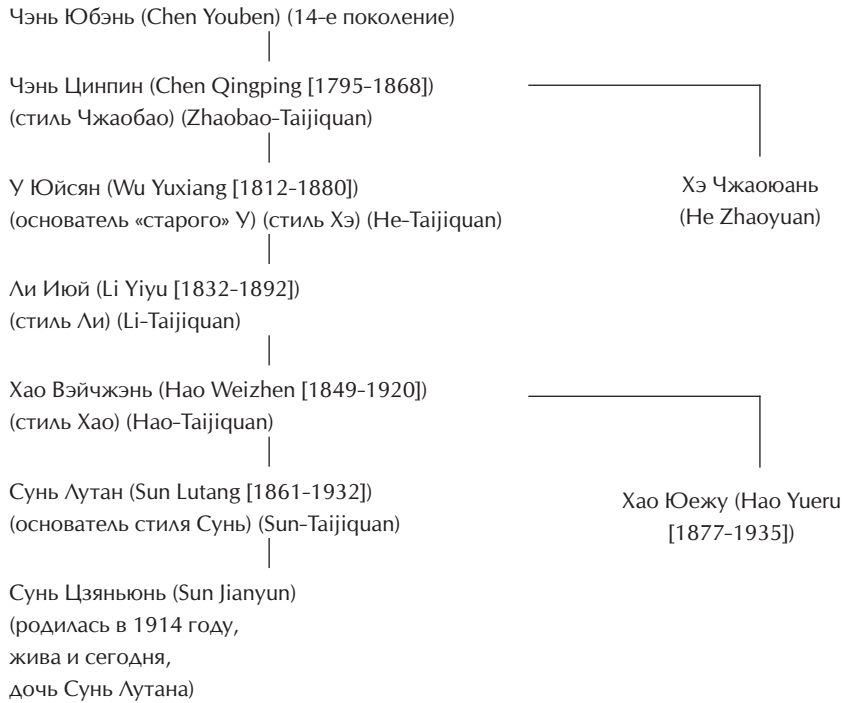 Чэнь Юбэнь (Chen Youben) (14-е поколение)
Чэнь Цинпин (Chen Qingping [1795-1868])
(стиль Чжаобао) (Zhaobao-Taijiquan)
У Юйсян (Wu Yuxiang [1812-1880])
(основатель «старого» У) (стиль Хэ) (He-Taijiquan)
Хэ Чжаоюань
(He Zhaoyuan)
Ли Июй (Li Yiyu [1832-1892])
(стиль Ли) (Li-Taijiquan)
Хао Вэйчжэнь (Hao Weizhen [1849-1920])
(стиль Хао) (Hao-Taijiquan)
Сунь Лутан (Sun Lutang [1861-1932])
(основатель стиля Сунь) (Sun-Taijiquan)
Хао Юежу (Hao Yueru
[1877-1935])
Сунь Цзяньюнь (Sun Jianyun)
(родилась в 1914 году,
жива и сегодня,
дочь Сунь Лутана)